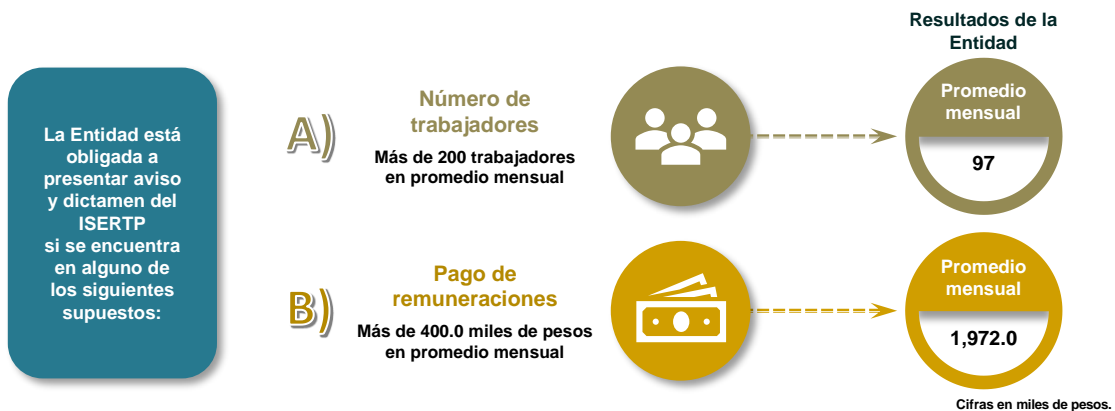 La Entidad está
obligada a
presentar aviso
y dictamen del
ISERTP
si se encuentra
en alguno de
los siguientes
supuestos:
A)
Número de
trabajadores
Más de 200 trabajadores
en promedio mensual
Resultados de la
Entidad
Promedio
mensual
97
B)
Pago de
remuneraciones
Más de 400.0 miles de pesos
en promedio mensual
Promedio
mensual
1,972.0
Cifras en miles de pesos.